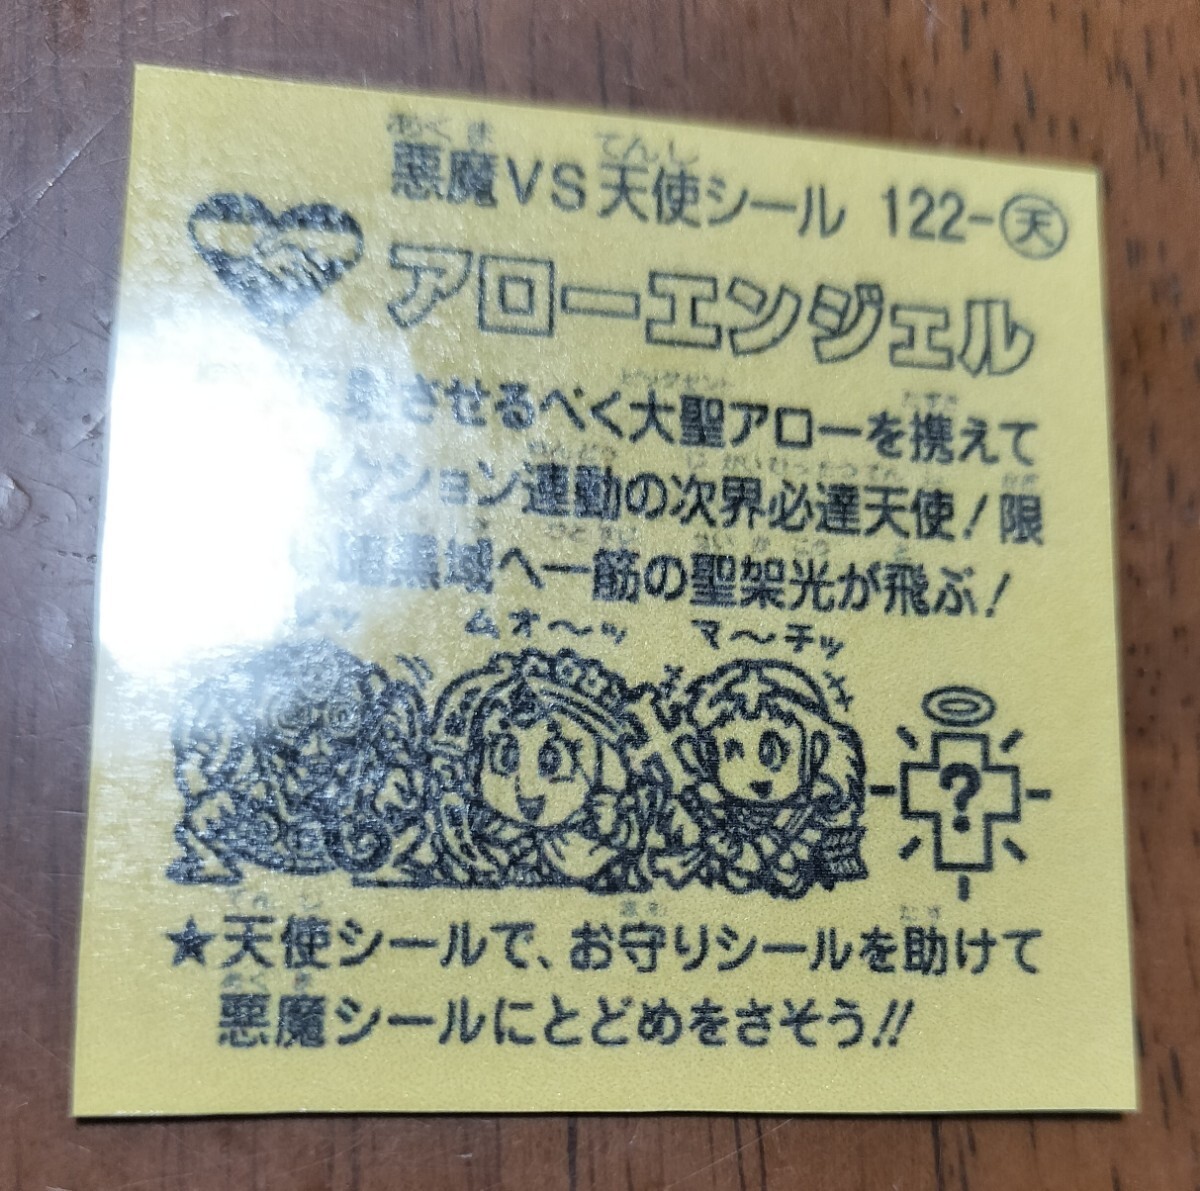 悪魔VS天使シール 122-天
アローエンジェル
させるべく大聖アローを携えて
クション連動の次界必達天使！限
暗黒域へ一筋の聖架光が飛ぶ！
ムオ〜ッ マ〜チッ
?
★天使シールで、お守りシールを助けて
悪魔シールにとどめをさそう!!